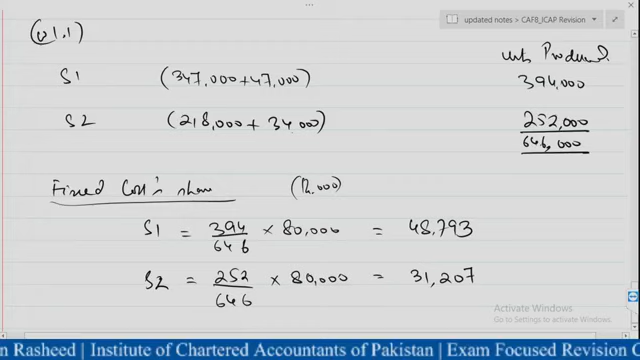 updated notes > CAF8_ICAP Revision
(W1.1)
units Produced
S1 (347,000+47,000) 394,000
S2 (218,000 + 34,000) 252,000
646,000
Fixed Cost's share (R.000)
S1 = 394/646 × 80,000 = 48,793
S2 = 252/646 × 80,000 = 31,207
Activate Windows
Go to Settings to activate Windows.
n Rasheed | Institute of Chartered Accountants of Pakistan | Exam Focused Revision C